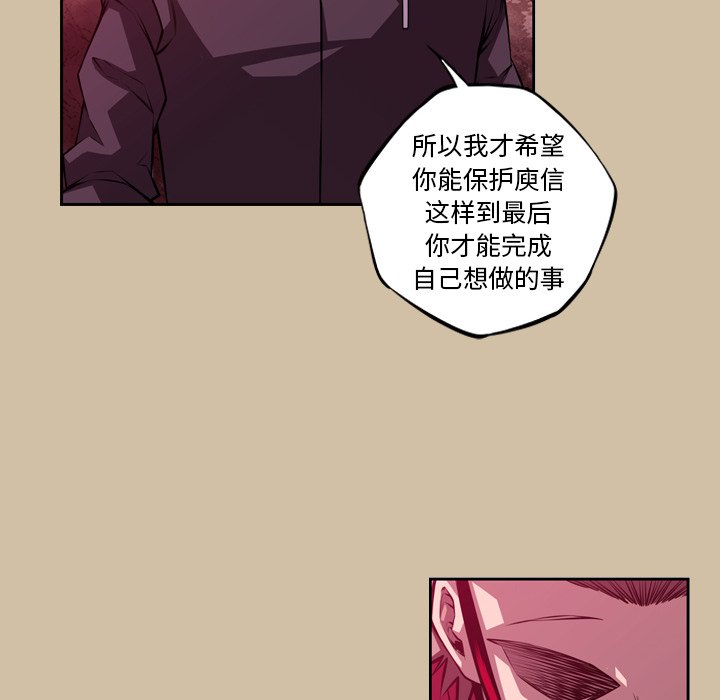 所以我才希望
你能保护庾信
这样到最后
你才能完成
自己想做的事